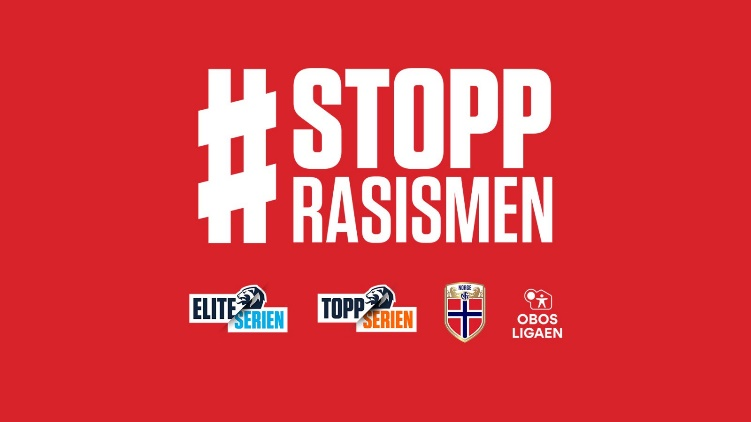 #STOPP
RASISMEN
ELITE
SERIEN
TOPP
SERIEN
NORGE
OBOS
LIGAEN